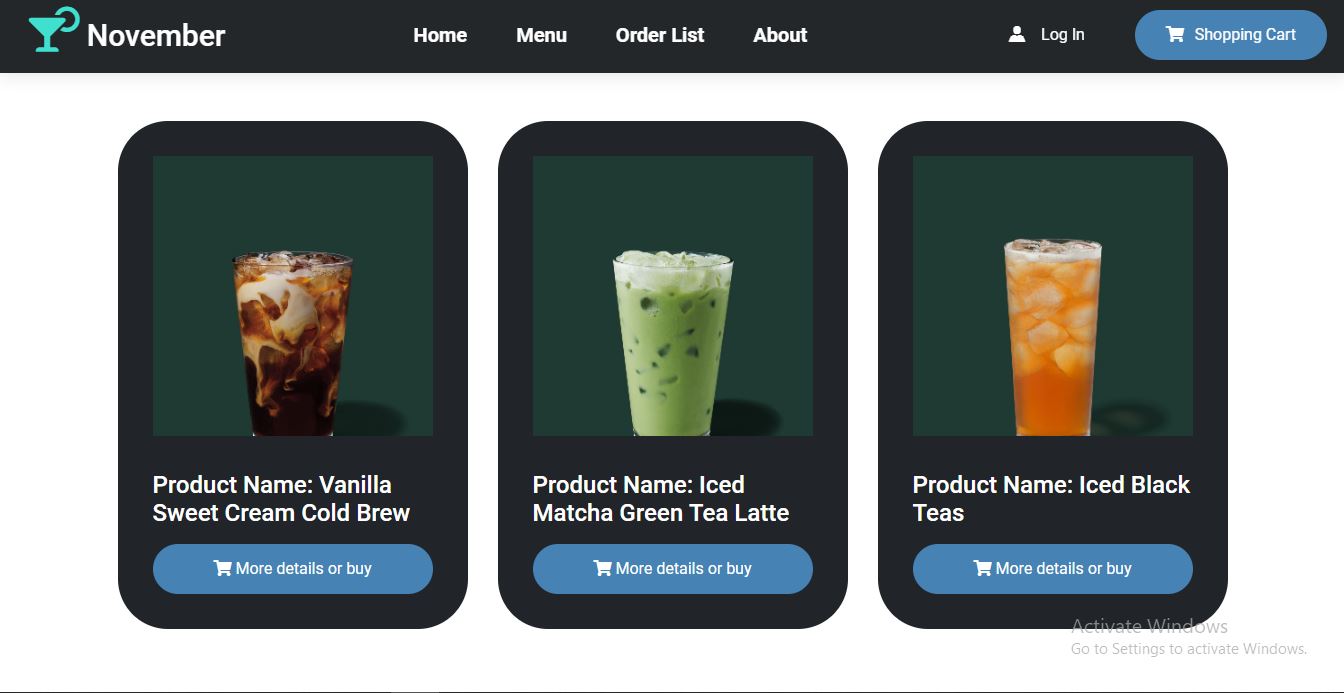 November
Home Menu Order List About
Log In
Shopping Cart
Product Name: Vanilla
Sweet Cream Cold Brew
More details or buy
Product Name: Iced
Matcha Green Tea Latte
More details or buy
Product Name: Iced Black
Teas
More details or buy
Activate Windows
Go to Settings to activate Windows.